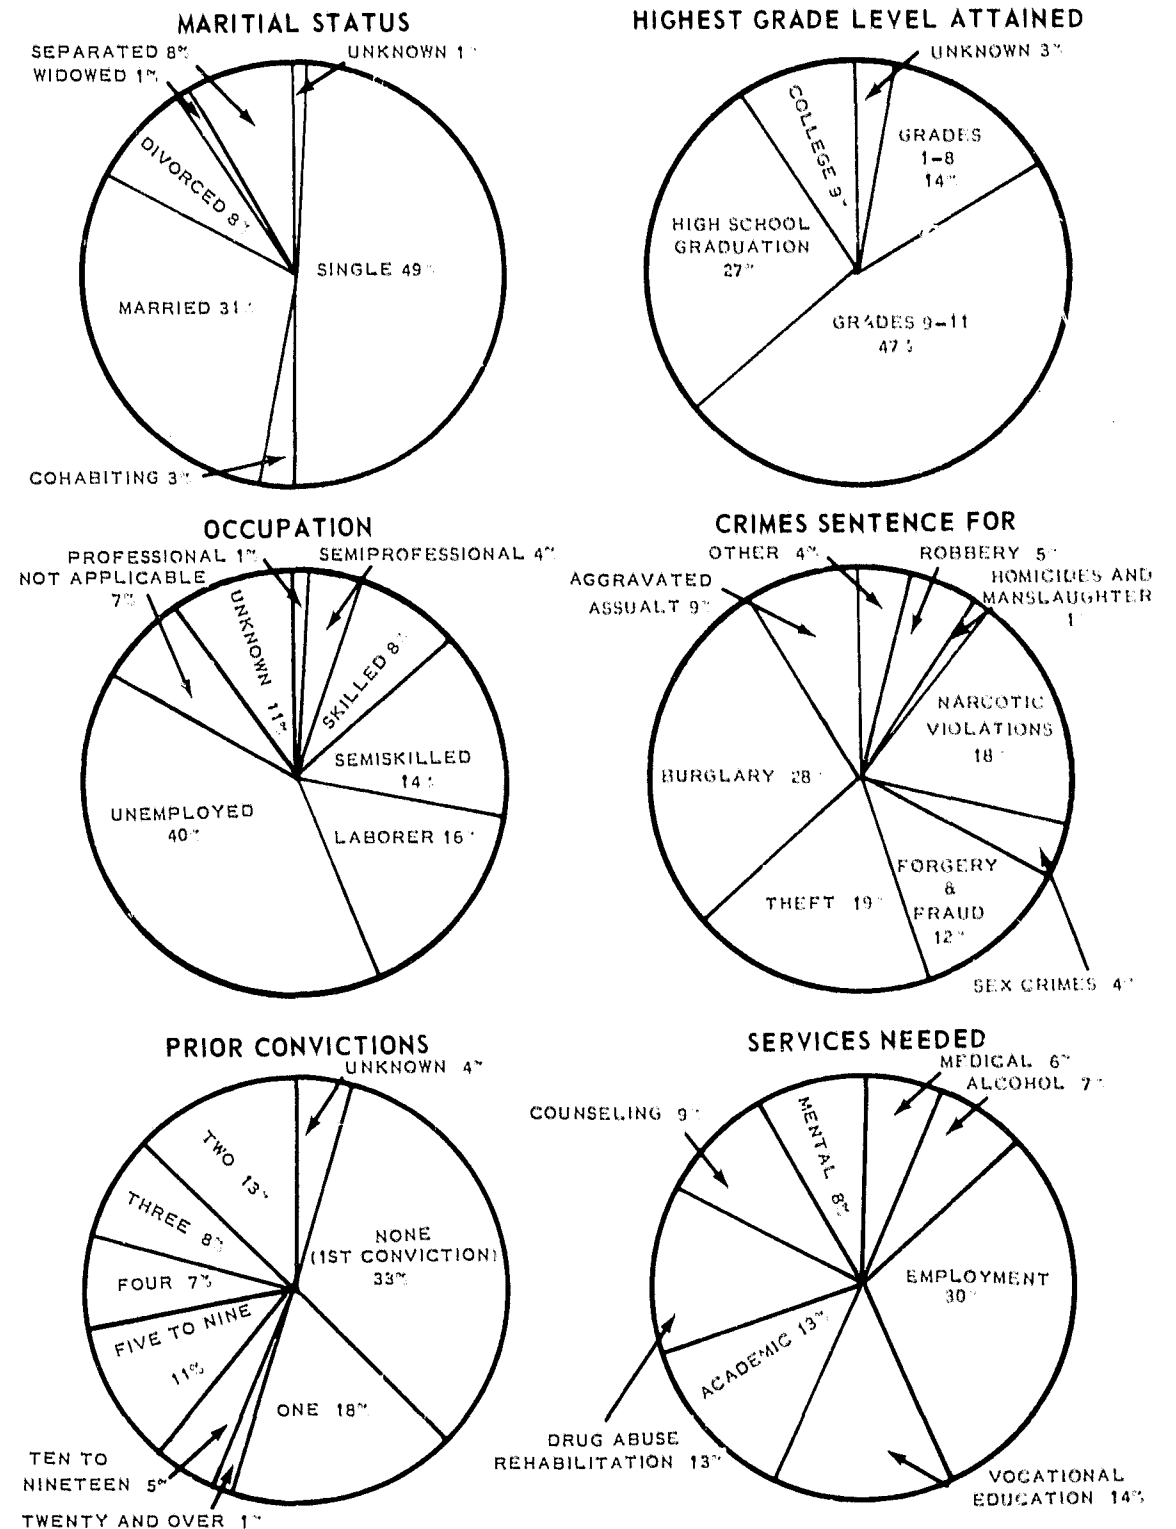 MARITIAL STATUS
SEPARATED 8%
WIDOWED 1%
UNKNOWN 1%
DIVORCED 8%
SINGLE 49%
MARRIED 31%
COHABITING 3%
HIGHEST GRADE LEVEL ATTAINED
UNKNOWN 3%
COLLEGE 9%
GRADES
1-8
14%
HIGH SCHOOL
GRADUATION
27%
GRADES 9-11
47%
OCCUPATION
PROFESSIONAL 1%
SEMIPROFESSIONAL 4%
NOT APPLICABLE
7%
UNKNOWN 11%
SKILLED 8%
SEMISKILLED
14%
UNEMPLOYED
40%
LABORER 16%
CRIMES SENTENCE FOR
OTHER 4%
ROBBERY 5%
AGGRAVATED
ASSUALT 9%
HOMICIDES AND
MANSLAUGHTER
1%
NARCOTIC
VIOLATIONS
18%
BURGLARY 28%
FORGERY
&
FRAUD
12%
THEFT 19%
SEX CRIMES 4%
PRIOR CONVICTIONS
UNKNOWN 4%
TWO 13%
THREE 8%
NONE
(1ST CONVICTION)
33%
FOUR 7%
FIVE TO NINE
11%
ONE 18%
TEN TO
NINETEEN 5%
TWENTY AND OVER 1%
SERVICES NEEDED
MEDICAL 6%
ALCOHOL 7%
COUNSELING 9%
MENTAL 8%
EMPLOYMENT
30%
ACADEMIC 13%
DRUG ABUSE
REHABILITATION 13%
VOCATIONAL
EDUCATION 14%